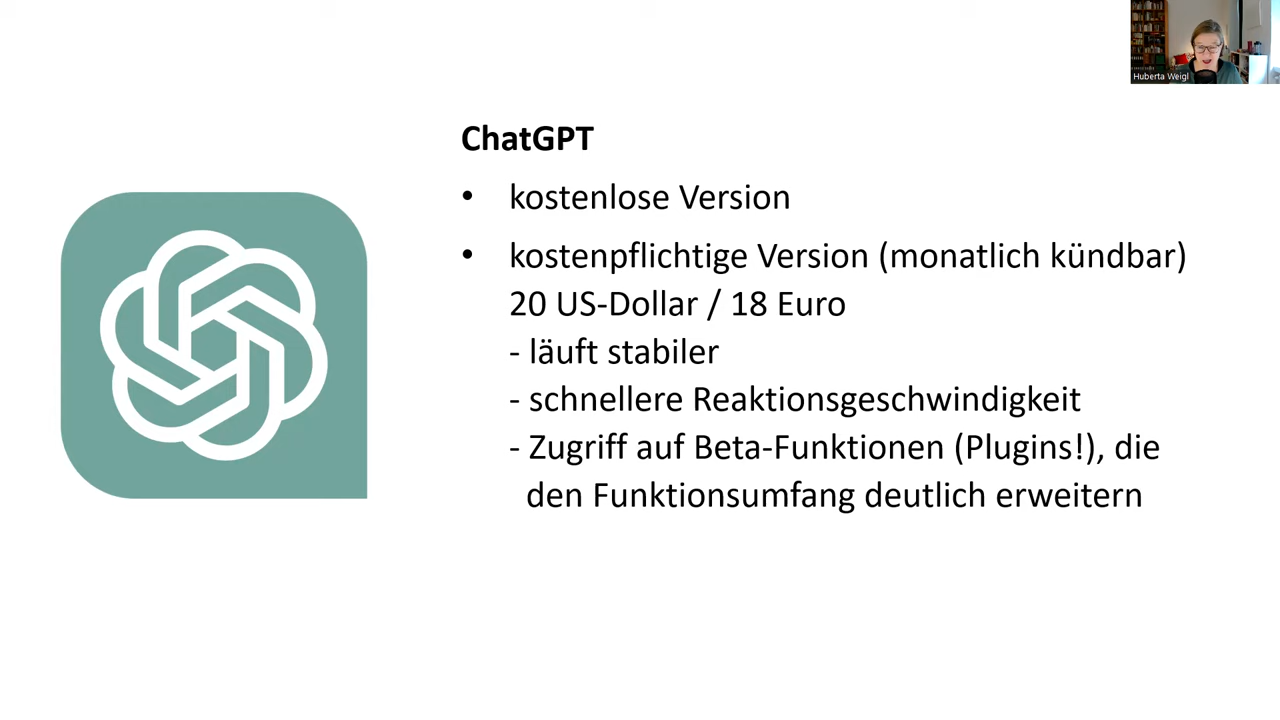 Huberta Weigl
ChatGPT
• kostenlose Version
• kostenpflichtige Version (monatlich kündbar)
20 US-Dollar / 18 Euro
- läuft stabiler
- schnellere Reaktionsgeschwindigkeit
- Zugriff auf Beta-Funktionen (Plugins!), die
den Funktionsumfang deutlich erweitern